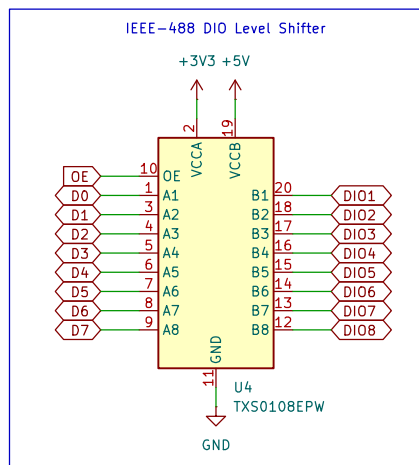 IEEE-488 DIO Level Shifter
+3V3 +5V
2 19
VCCA VCCB
OE 10 OE
D0 1 A1 B1 20 DIO1
D1 3 A2 B2 18 DIO2
D2 4 A3 B3 17 DIO3
D3 5 A4 B4 16 DIO4
D4 6 A5 B5 15 DIO5
D5 7 A6 B6 14 DIO6
D6 8 A7 B7 13 DIO7
D7 9 A8 B8 12 DIO8
GND
11
U4
TXS0108EPW
GND